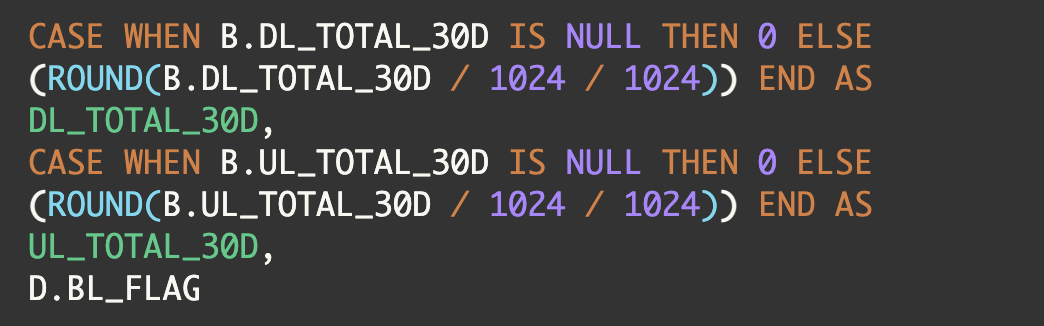 CASE WHEN B.DL_TOTAL_30D IS NULL THEN 0 ELSE
(ROUND(B.DL_TOTAL_30D / 1024 / 1024)) END AS
DL_TOTAL_30D,
CASE WHEN B.UL_TOTAL_30D IS NULL THEN 0 ELSE
(ROUND(B.UL_TOTAL_30D / 1024 / 1024)) END AS
UL_TOTAL_30D,
D.BL_FLAG